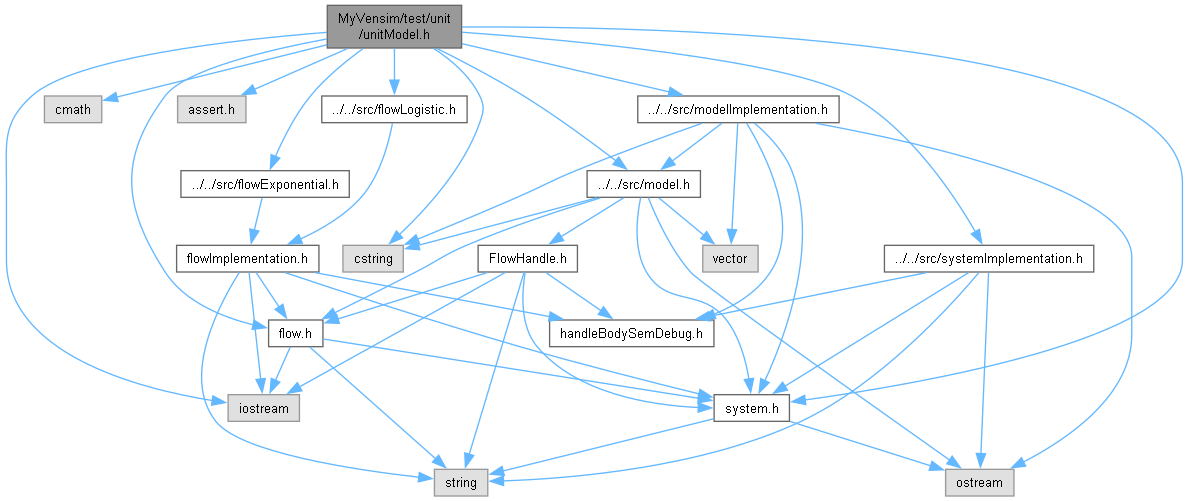 MyVensim/test/unit
/unitModel.h
cmath
assert.h
../../src/flowLogistic.h
../../src/modelImplementation.h
../../src/flowExponential.h
../../src/model.h
flowImplementation.h
cstring
FlowHandle.h
vector
../../src/systemImplementation.h
flow.h
handleBodySemDebug.h
iostream
system.h
string
ostream